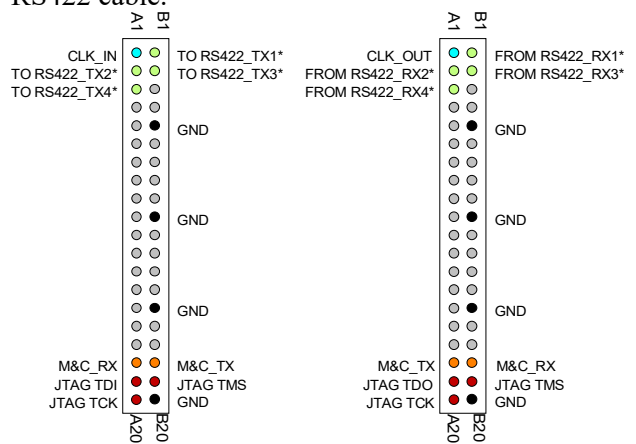 RS422 cable.
A1 B1 A1 B1
CLK_IN TO RS422_TX1* CLK_OUT FROM RS422_RX1*
TO RS422_TX2* TO RS422_TX3* FROM RS422_RX2* FROM RS422_RX3*
TO RS422_TX4* FROM RS422_RX4*
GND GND
GND GND
GND GND
M&C_RX M&C_TX M&C_TX M&C_RX
JTAG TDI JTAG TMS JTAG TDO JTAG TMS
JTAG TCK GND JTAG TCK GND
A20 B20 A20 B20